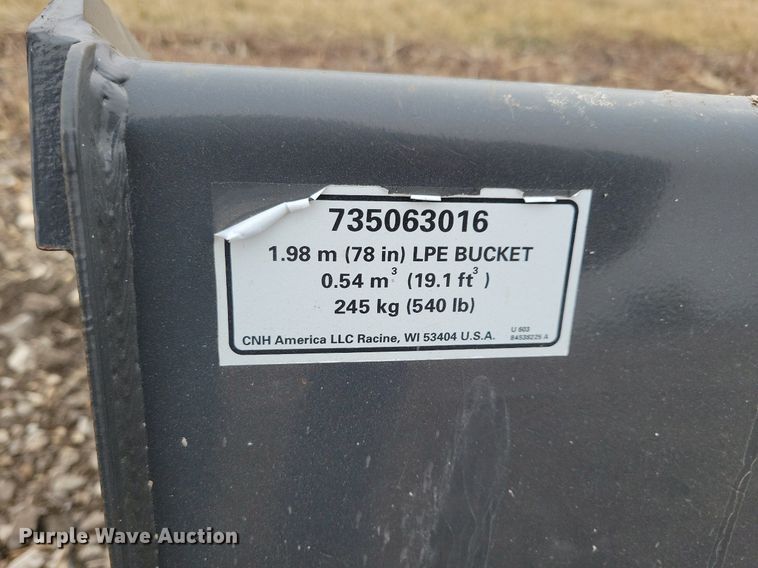 735063016
1.98 m (78 in) LPE BUCKET
0.54 m³ (19.1 ft³)
245 kg (540 lb)
U 603
CNH America LLC Racine, WI 53404 U.S.A. 84538225 A
Purple Wave Auction®